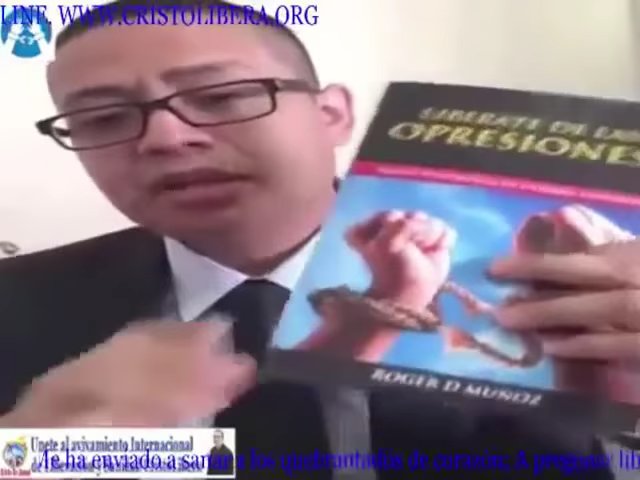 LINE. WWW.CRISTOLIBERA.ORG
LIBERATE DE LAS
OPRESIONES
ROGER D MUÑOZ
Unete al avivamiento Internacional
Me ha enviado a sanar a los quebrantados de corazón; A pregonar lib